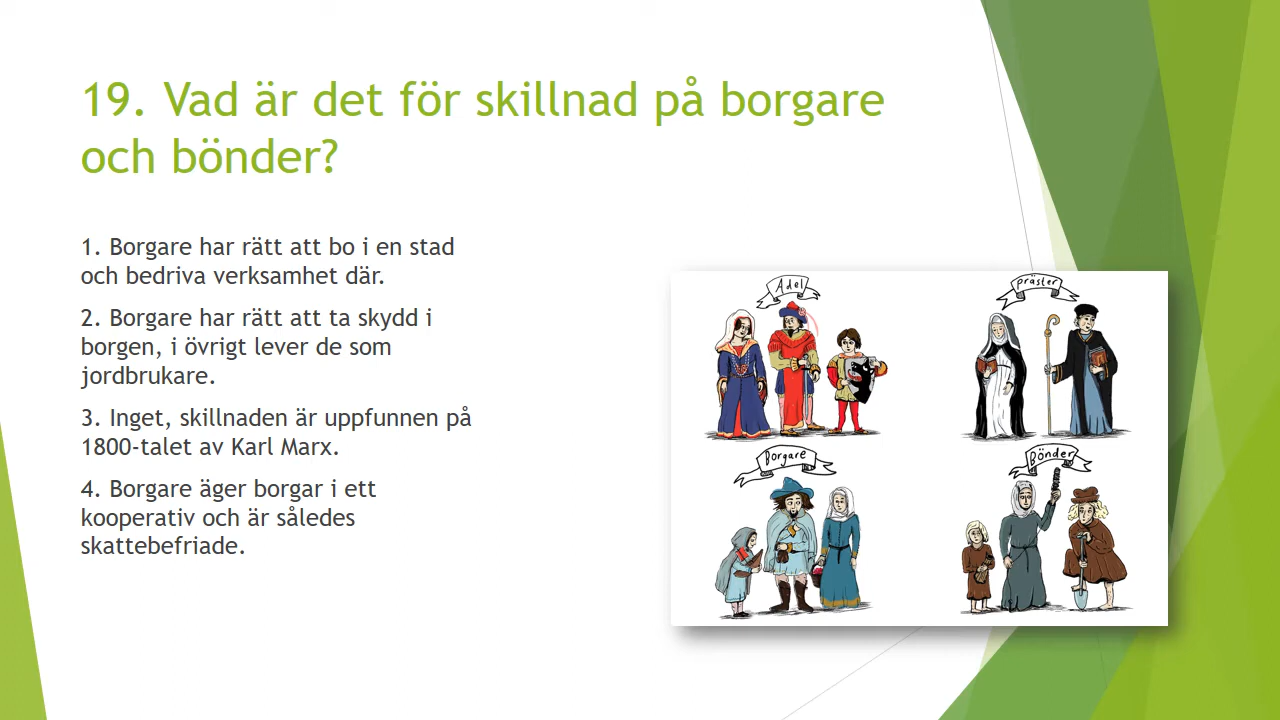 19. Vad är det för skillnad på borgare
och bönder?
1. Borgare har rätt att bo i en stad
och bedriva verksamhet där.
2. Borgare har rätt att ta skydd i
borgen, i övrigt lever de som
jordbrukare.
3. Inget, skillnaden är uppfunnen på
1800-talet av Karl Marx.
4. Borgare äger borgar i ett
kooperativ och är således
skattebefriade.
Adel
präster
Borgare
Bönder